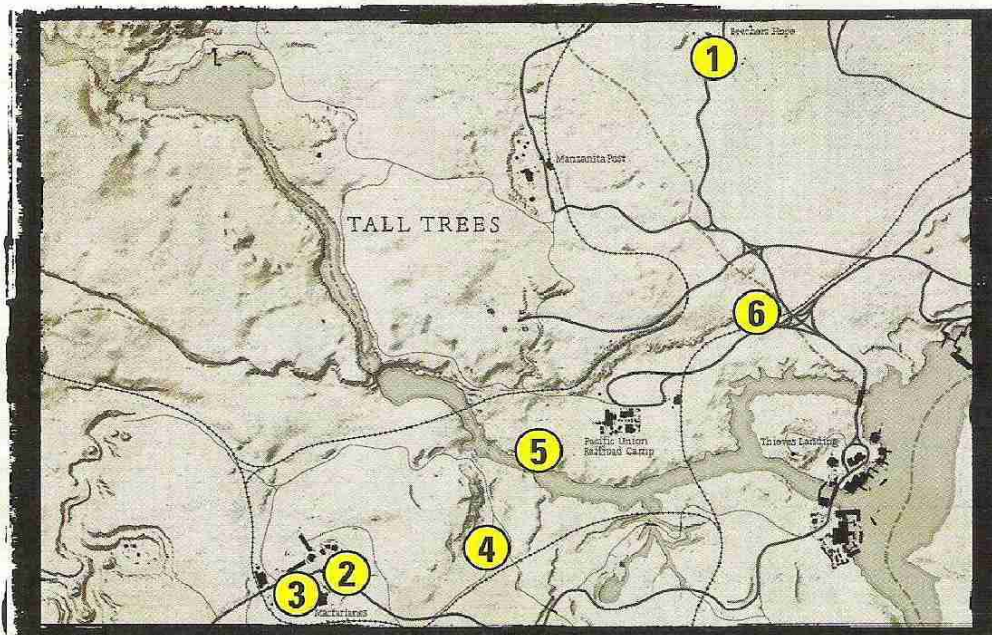 1
Beechers Hope
Manzanita Post
TALL TREES
6
Pacific Union
Railroad Camp
Thieves Landing
5
4
2
3
Macfarlanes